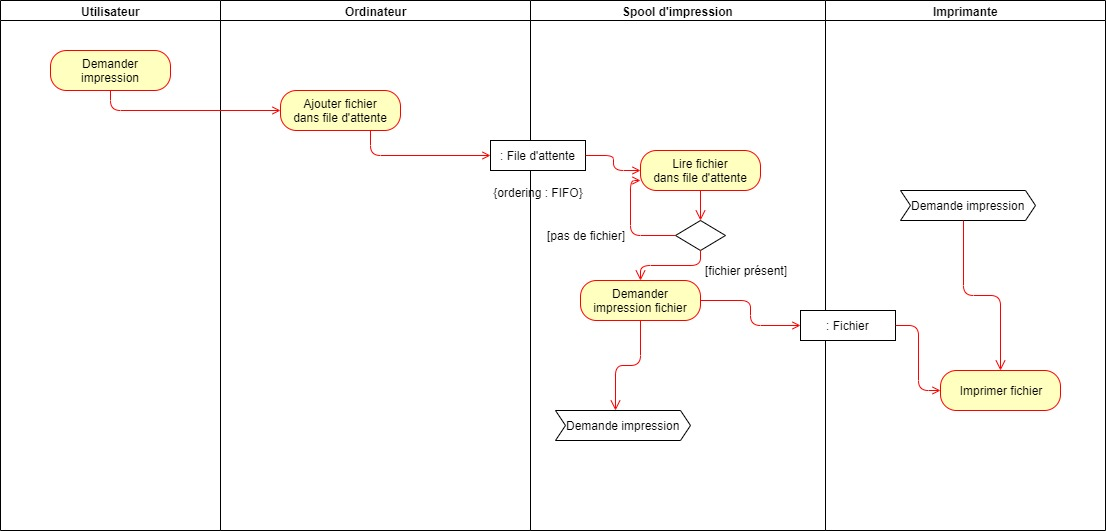 Utilisateur
Ordinateur
Spool d'impression
Imprimante
Demander
impression
Ajouter fichier
dans file d'attente
: File d'attente
{ordering : FIFO}
Lire fichier
dans file d'attente
[pas de fichier]
[fichier présent]
Demander
impression fichier
Demande impression
: Fichier
Demande impression
Imprimer fichier